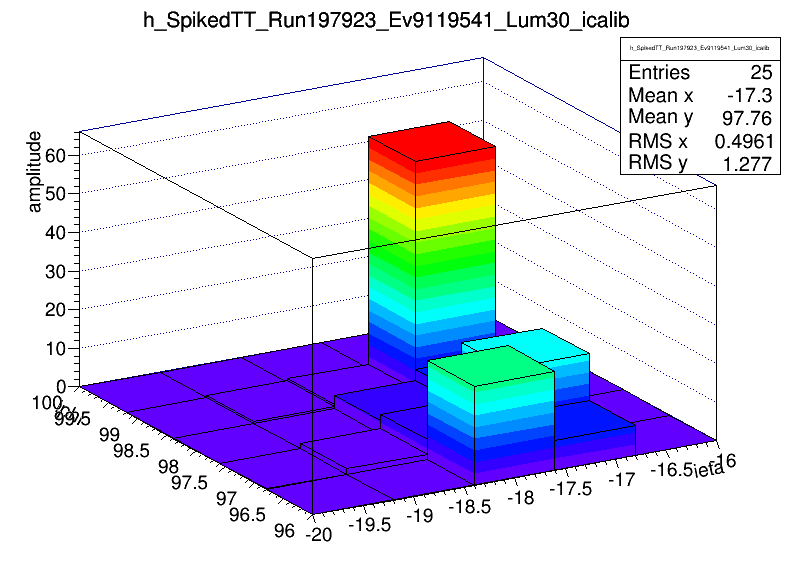 h_SpikedTT_Run197923_Ev9119541_Lum30_icalib
h_SpikedTT_Run197923_Ev9119541_Lum30_icalib
Entries 25
Mean x -17.3
Mean y 97.76
RMS x 0.4961
RMS y 1.277
amplitude
60
50
40
30
20
10
0
100
99.5
99
98.5
98
97.5
97
96.5
96
-20
-19.5
-19
-18.5
-18
-17.5
-17
-16.5
-16
ieta